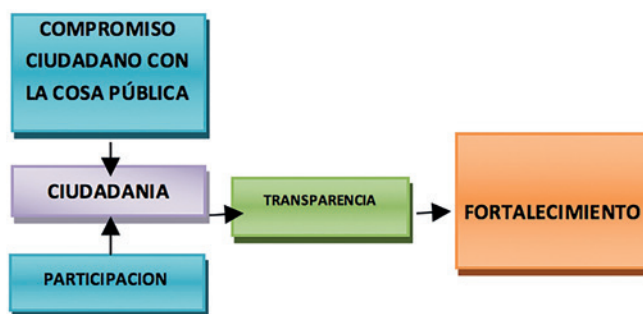 COMPROMISO
CIUDADANO CON
LA COSA PÚBLICA
CIUDADANIA
TRANSPARENCIA
FORTALECIMIENTO
PARTICIPACION